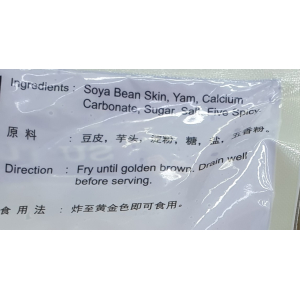 Ingredients : Soya Bean Skin, Yam, Calcium
Carbonate, Sugar, Salt, Five Spicy.
原料 : 豆皮，芋头，淀粉，糖，盐，五香粉。
Direction : Fry until golden brown. Drain well
before serving.
食用法 : 炸至黄金色即可食用。